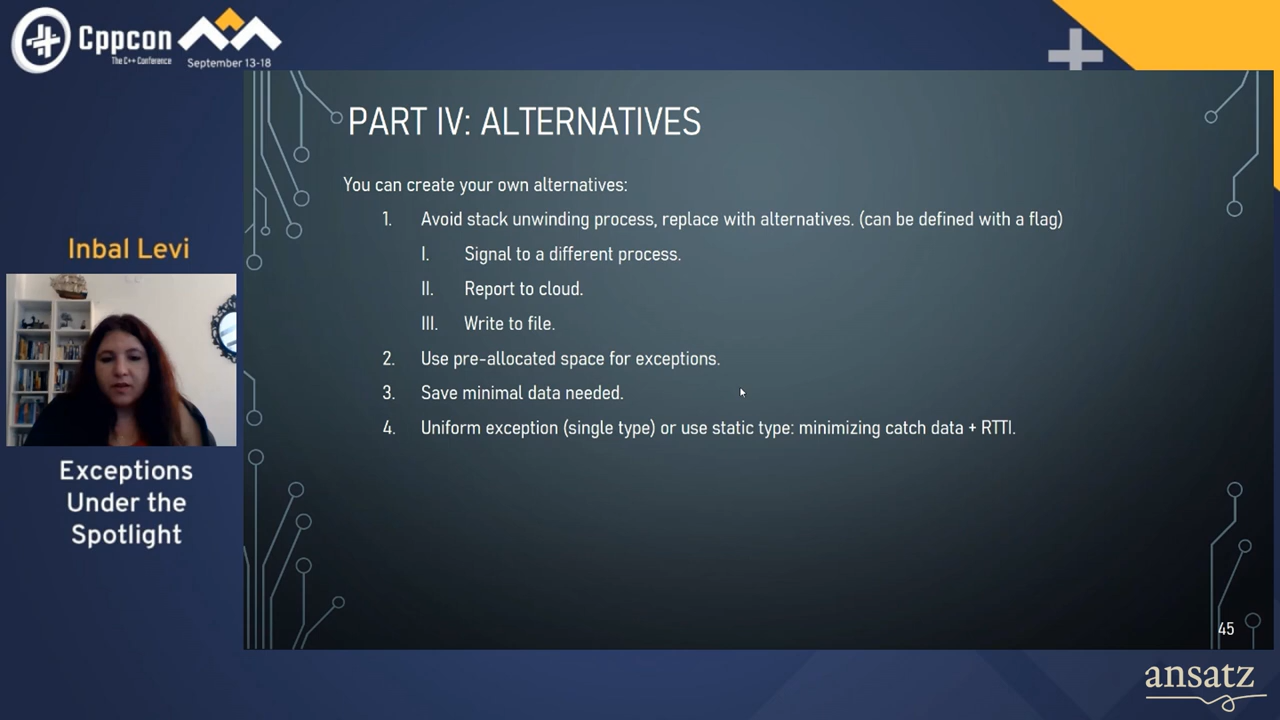 Cppcon
The C++ Conference
September 13-18
PART IV: ALTERNATIVES
You can create your own alternatives:
1. Avoid stack unwinding process, replace with alternatives. (can be defined with a flag)
I. Signal to a different process.
II. Report to cloud.
III. Write to file.
2. Use pre-allocated space for exceptions.
3. Save minimal data needed.
4. Uniform exception (single type) or use static type: minimizing catch data + RTTI.
45
Inbal Levi
Exceptions
Under the
Spotlight
ansatz